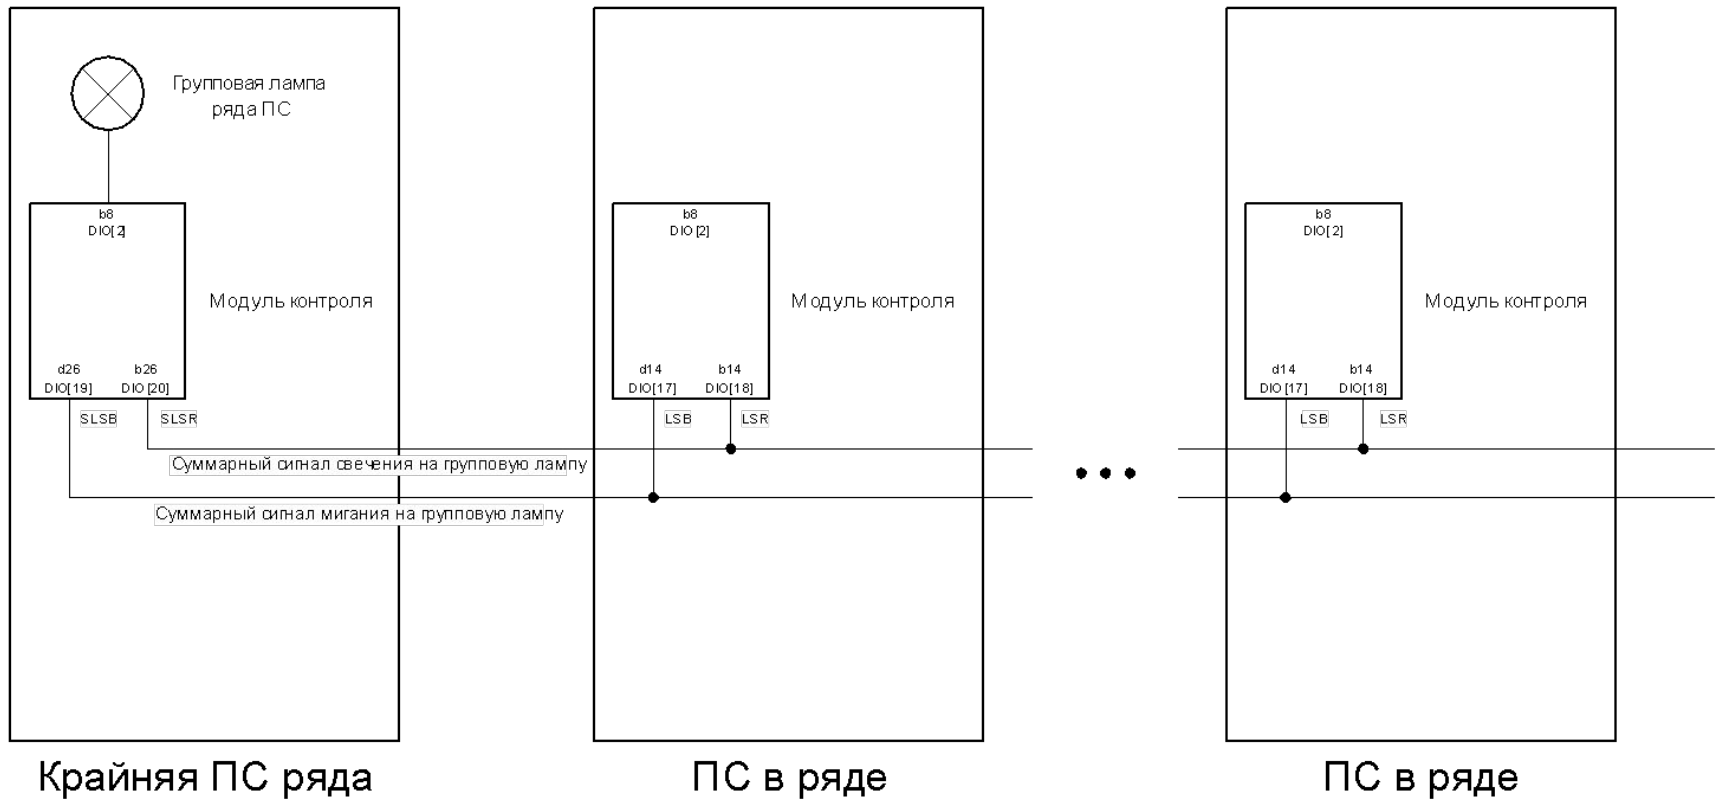 Групповая лампа
ряда ПС
b8
DIO[2]
Модуль контроля
d26
DIO[19]
b26
DIO[20]
SLSB
SLSR
b8
DIO[2]
Модуль контроля
d14
DIO[17]
b14
DIO[18]
LSB
LSR
b8
DIO[2]
Модуль контроля
d14
DIO[17]
b14
DIO[18]
LSB
LSR
Суммарный сигнал свечения на групповую лампу
Суммарный сигнал мигания на групповую лампу
Крайняя ПС ряда
ПС в ряде
ПС в ряде